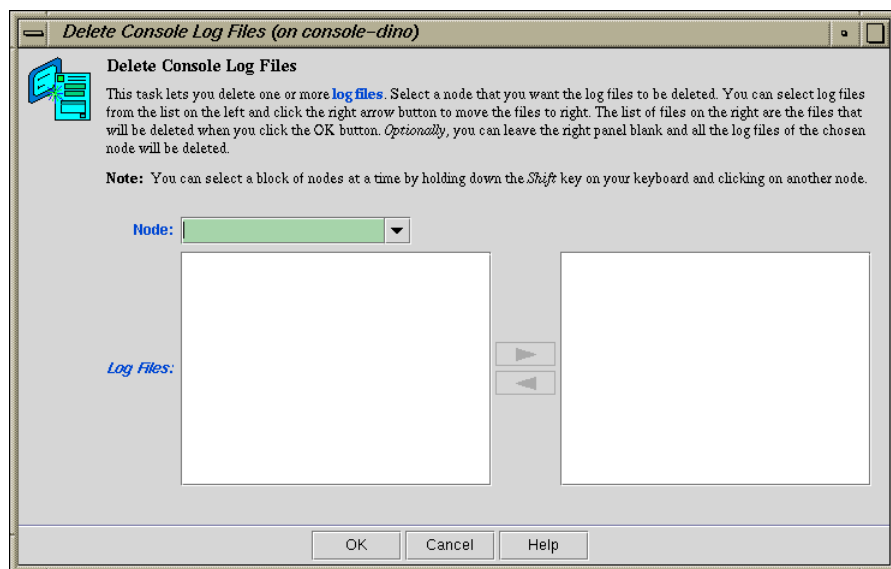 Delete Console Log Files (on console-dino)
Delete Console Log Files
This task lets you delete one or more log files. Select a node that you want the log files to be deleted. You can select log files
from the list on the left and click the right arrow button to move the files to right. The list of files on the right are the files that
will be deleted when you click the OK button. Optionally, you can leave the right panel blank and all the log files of the chosen
node will be deleted.
Note: You can select a block of nodes at a time by holding down the Shift key on your keyboard and clicking on another node.
Node:
Log Files:
OK Cancel Help